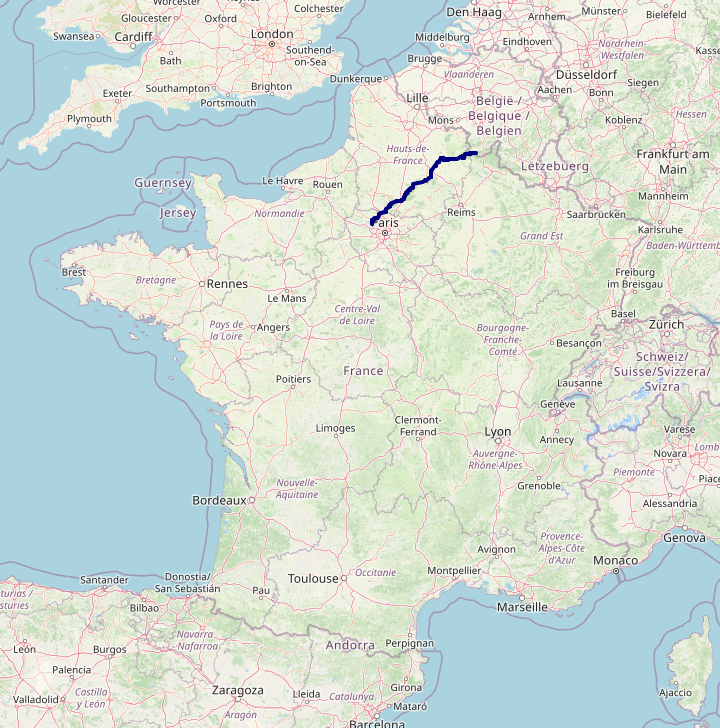 Worcester
Colchester
Gloucester
Oxford
Den Haag
Arnhem
Münster
Bielefeld
Swansea
Cardiff
London
Southend-
on-Sea
Middelburg
Eindhoven
Nordrhein-
Westfalen
Bath
Brugge
Düsseldorf
Kasse
Exeter
Southampton
Brighton
Dunkerque
Vlaanderen
Siegen
Portsmouth
Lille
België /
Belgique /
Belgien
Aachen
Bonn
Plymouth
Mons
Koblenz
Hessen
Hauts-de-
France
Lëtzebuerg
Frankfurt am
Main
Guernsey
Le Havre
Rouen
Mannheim
Jersey
Normandie
Paris
Reims
Saarbrücken
Karlsruhe
Grand Est
Baden-Württem
Brest
Bretagne
Rennes
Le Mans
Freiburg
im Breisgau
Centre-Val
de Loire
Basel
Pays de
la Loire
Angers
Bourgogne-
Franche-
Comté
Besançon
Zürich
Schweiz/
Suisse/Svizzera/
Svizra
France
Poitiers
Lausanne
Genève
Limoges
Clermont-
Ferrand
Lyon
Annecy
Varese
Lomb
Novara
Auvergne-
Rhône-Alpes
Piemonte
Piace
Nouvelle-
Aquitaine
Grenoble
Bordeaux
Alessandria
Genova
Provence-
Alpes-Côte
d'Azur
Avignon
Monaco
Santander
Donostia/
San Sebastián
Toulouse
Occitanie
Montpellier
turias /
sturies
Bilbao
Pau
Marseille
León
Burgos
Navarra
- Nafarroa
Andorra
Perpignan
Palencia
Girona
Ajaccio
Valladolid
Castilla
y León
Zaragoza
Lleida
Catalunya
Mataró
Aragón
Barcelona